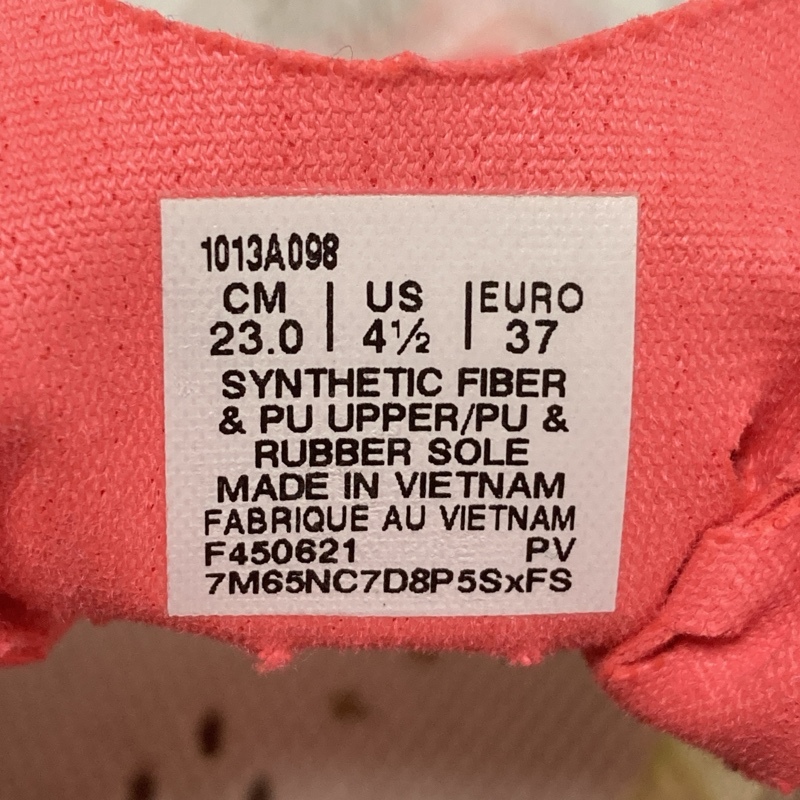 1013A098
CM | US | EURO
23.0 | 4½ | 37
SYNTHETIC FIBER
& PU UPPER/PU &
RUBBER SOLE
MADE IN VIETNAM
FABRIQUE AU VIETNAM
F450621 PV
7M65NC7D8P5SxFS